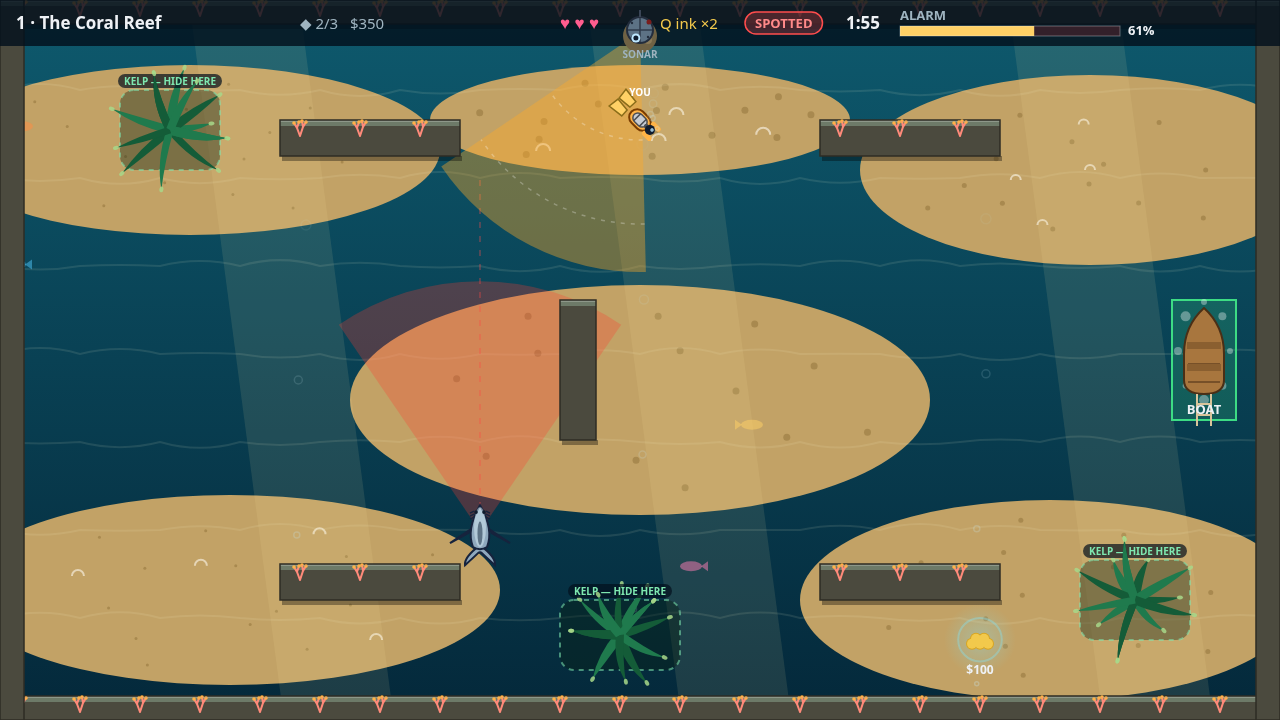 1 · The Coral Reef
◆ 2/3 $350
♥ ♥ ♥
Q ink ×2
SPOTTED
1:55
ALARM
61%
SONAR
KELP — HIDE HERE
YOU
BOAT
KELP — HIDE HERE
KELP — HIDE HERE
$100